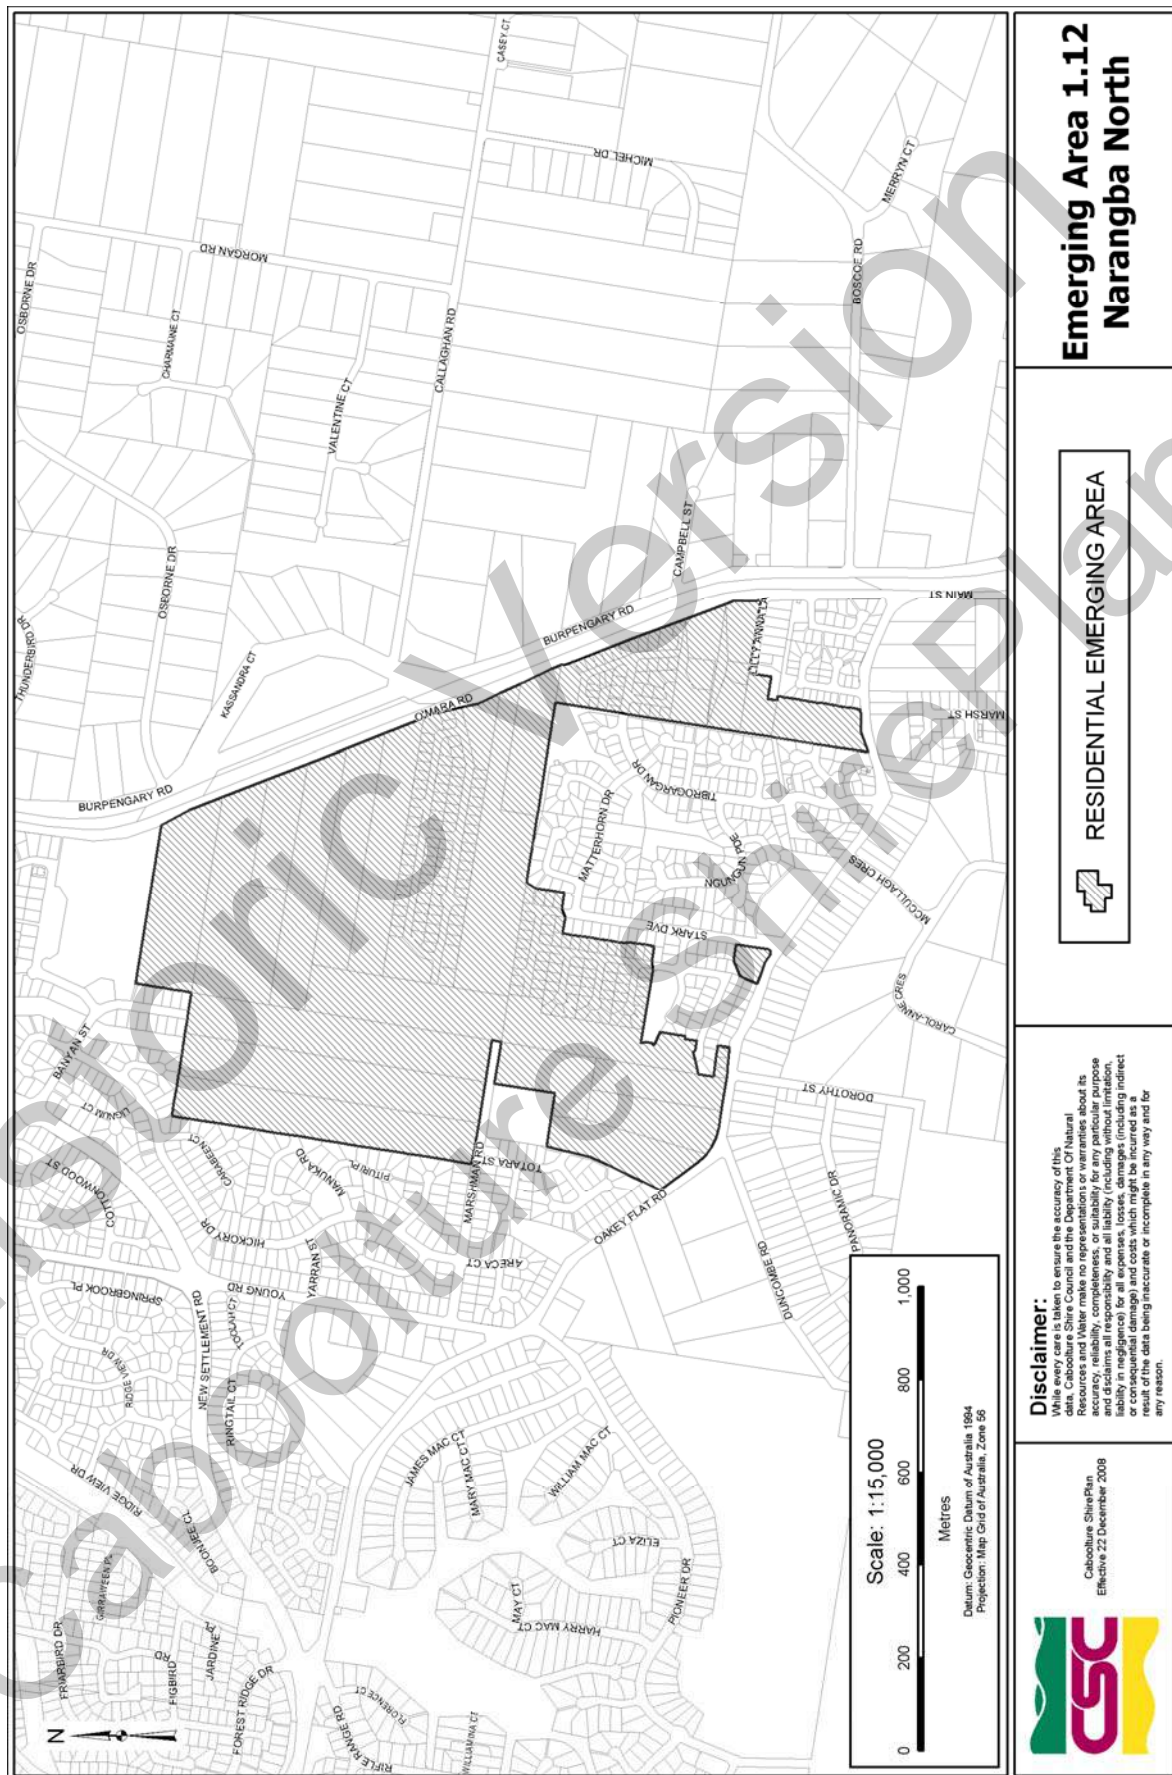 OSBORNE DR
CASEY CT
THUNDERBIRD DR
MORGAN RD
CHARMAINE CT
MICHEL DR
OSBORNE DR
VALENTINE CT
CALLAGHAN RD
KASSANDRA CT
MERRYN CT
BOSCOE RD
CAMPBELL ST
BURPENGARY RD
BURPENGARY RD
O'MARA RD
MAIN ST
LILLY ANNA LA
MARSH ST
TIBROGARGAN DR
MATTERHORN DR
NGUNGUN PDE
STARK DVE
MCCULLAGH CRES
CAROL-ANNE CRES
DOROTHY ST
PANORAMIC DR
DUNCOMBE RD
OAKEY FLAT RD
TOTARA ST
MARSHMAN RD
ARECA CT
BANYAN ST
LIGNUM CT
COTTONWOOD ST
CARABEEN CT
MANUKA RD
PITURI PL
HICKORY DR
YARRAN ST
YOUNG RD
SPRINGBROOK PL
NEW SETTLEMENT RD
TOOLAH CT
RINGTAIL CT
RIDGE VIEW DR
RIDGE VIEW DR
BOONJEE CL
GIRRAWEEN PL
FRIARBIRD DR
FIGBIRD RD
JARDINE PL
FOREST RIDGE DR
RIFLE RANGE RD
FLORENCE CT
WILLIAMINA CT
JAMES MAC CT
MARY MAC CT
WILLIAM MAC CT
ELIZA CT
MAY CT
HARRY MAC CT
PIONEER DR
N
Scale: 1:15,000
0 200 400 600 800 1,000
Metres
Datum: Geocentric Datum of Australia 1994
Projection: Map Grid of Australia, Zone 56
CSC
Caboolture ShirePlan
Effective 22 December 2008
Disclaimer:
While every care is taken to ensure the accuracy of this
data, Caboolture Shire Council and the Department Of Natural
Resources and Water make no representations or warranties about its
accuracy, reliability, completeness, or suitability for any particular purpose
and disclaims all responsibility and all liability (including without limitation,
liability in negligence) for all expenses, losses, damages (including indirect
or consequential damage) and costs which might be incurred as a
result of the data being inaccurate or incomplete in any way and for
any reason.
RESIDENTIAL EMERGING AREA
Emerging Area 1.12
Narangba North
Historic Version
Caboolture ShirePlan